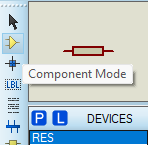 Component Mode
LBL
P L DEVICES
RES